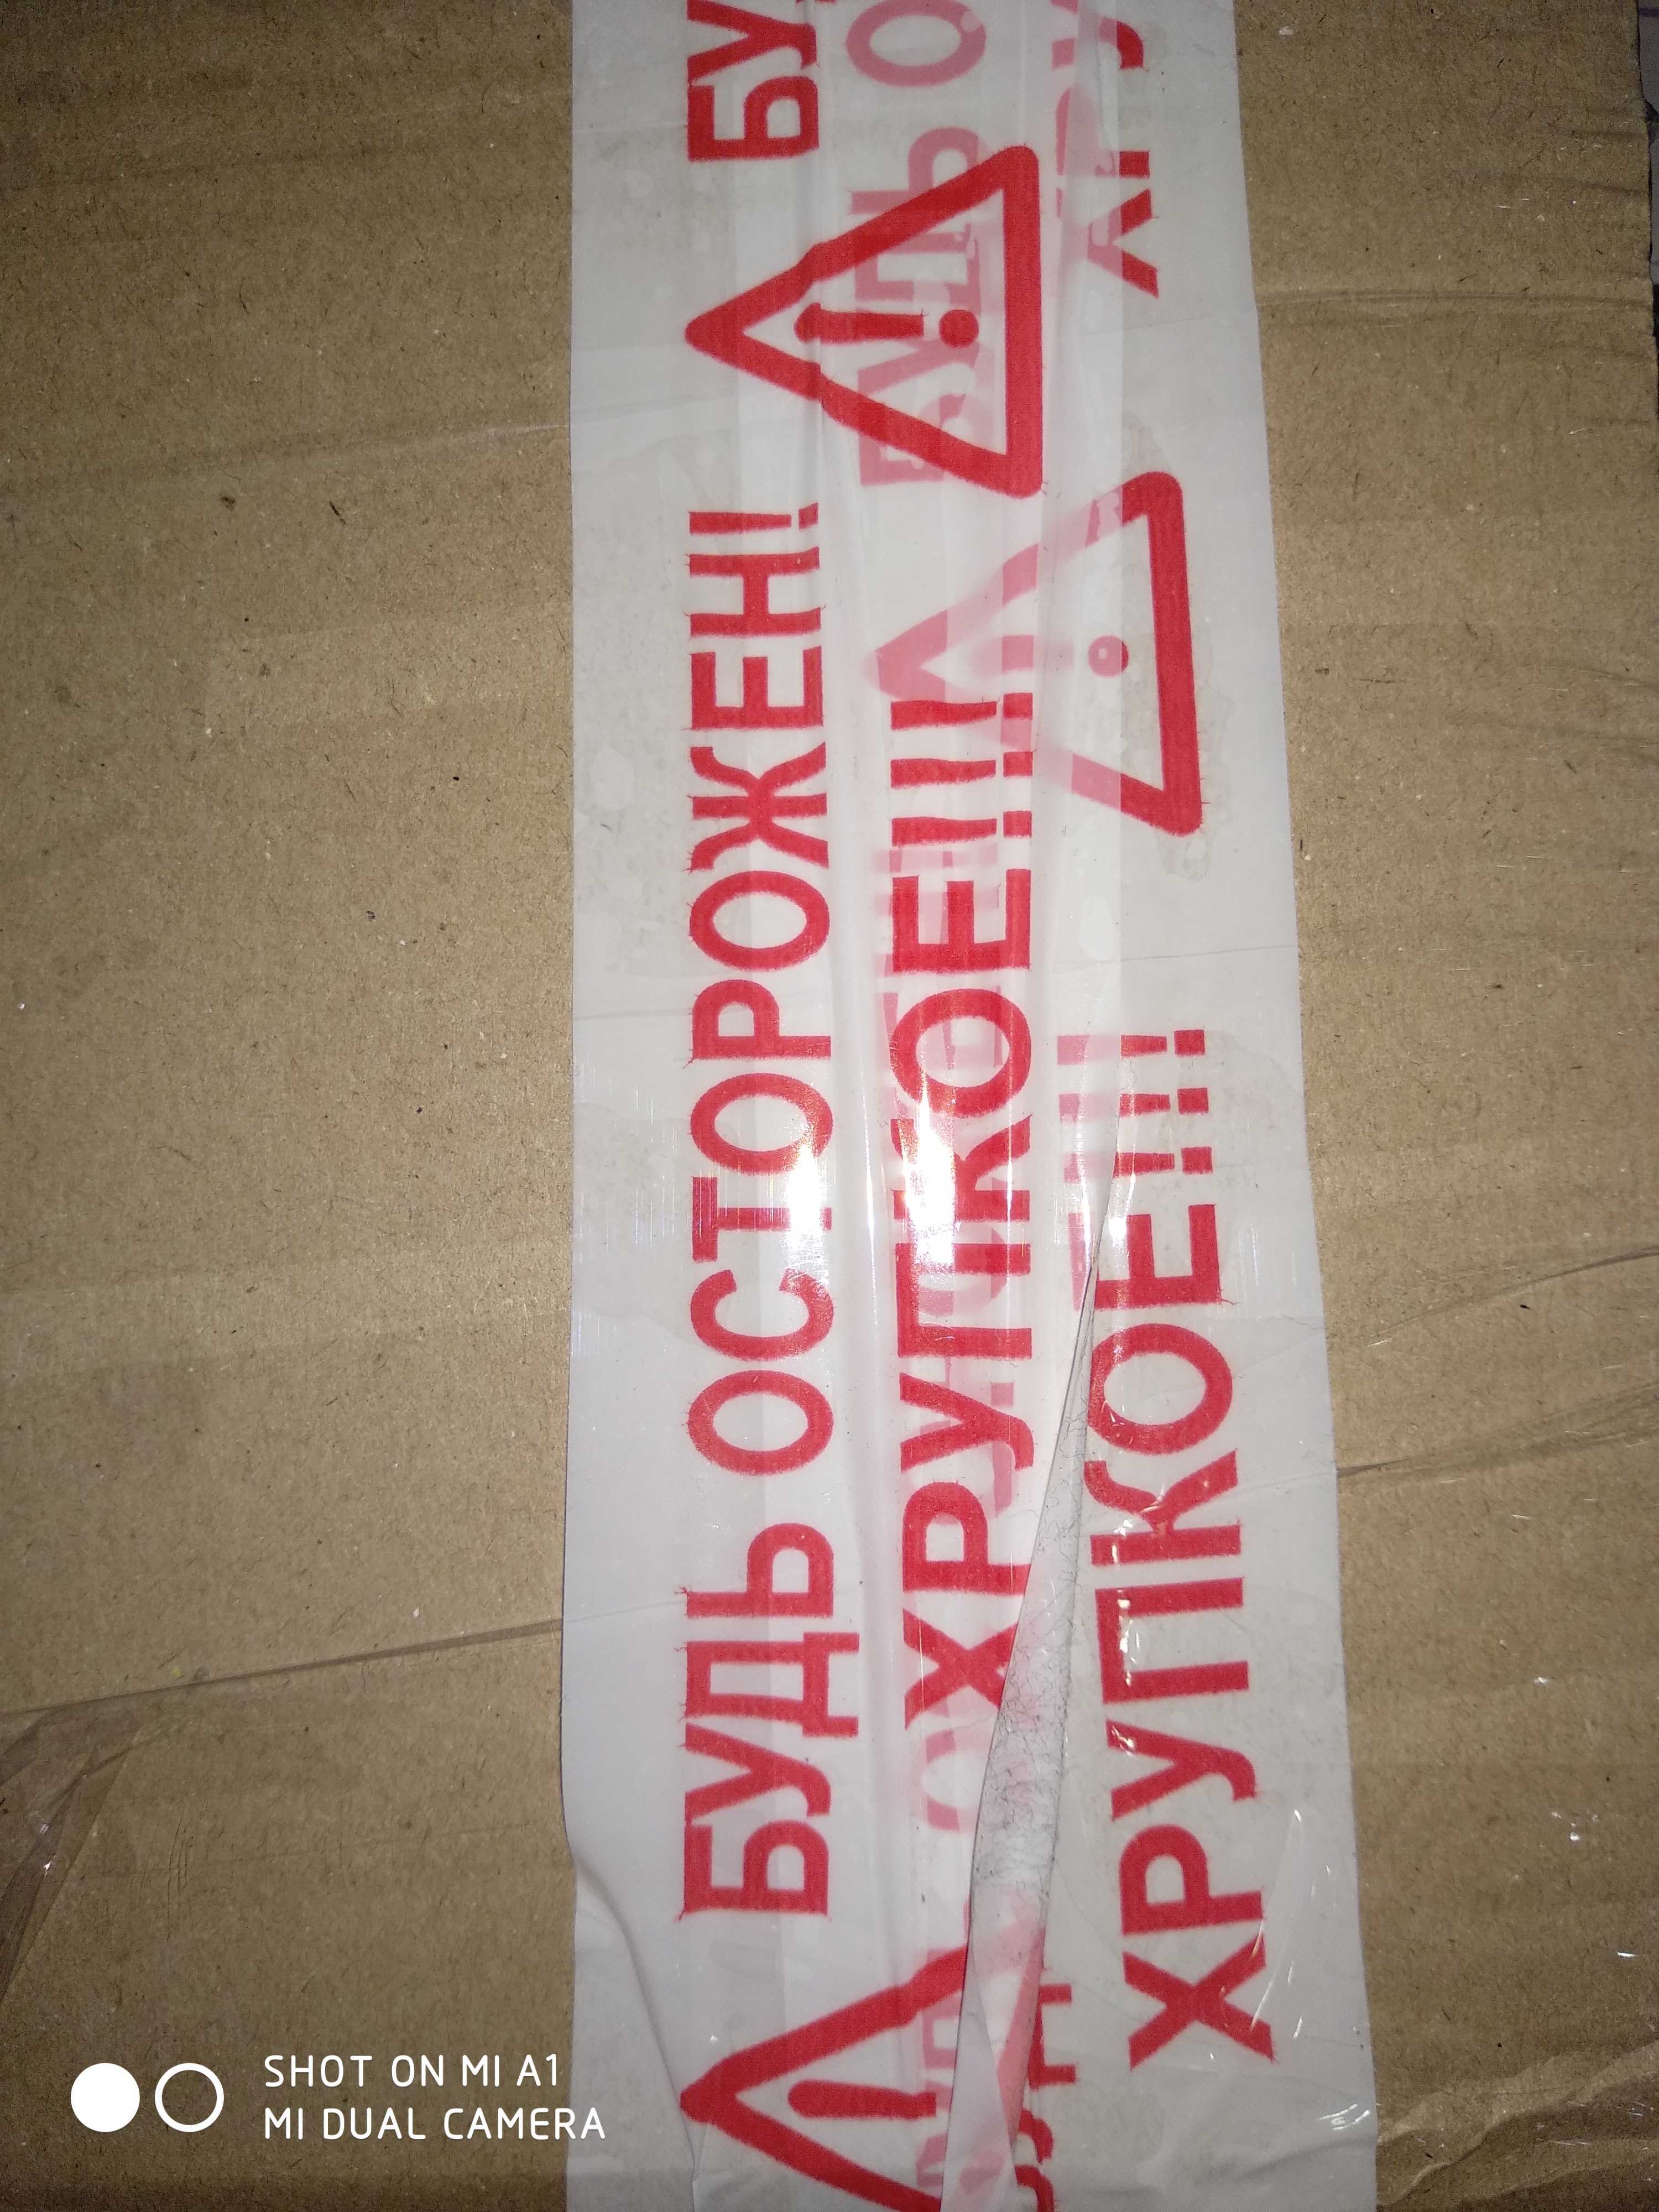 БУДЬ ОСТОРОЖЕН!
ХРУПКОЕ!!!
ХРУПКОЕ!!!
SHOT ON MI A1
MI DUAL CAMERA